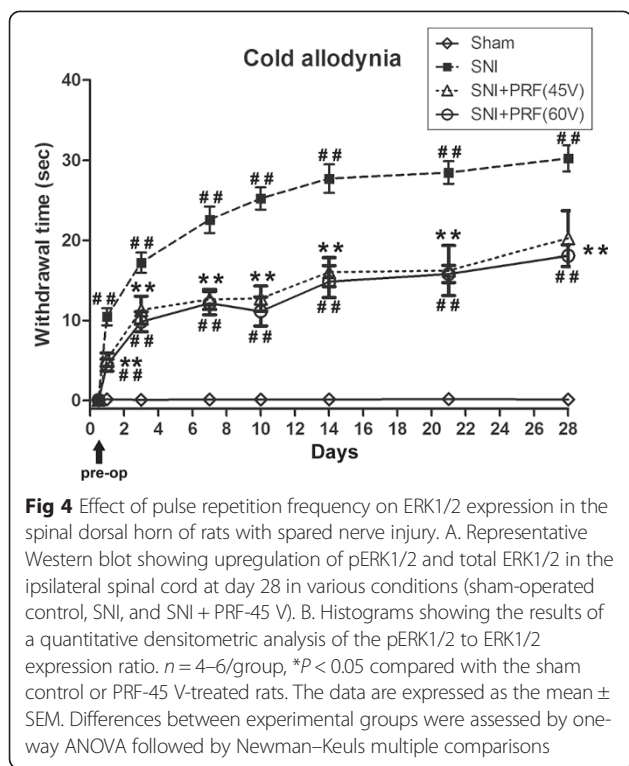 Cold allodynia
Sham
SNI
SNI+PRF(45V)
SNI+PRF(60V)
Withdrawal time (sec)
40
30
20
10
0
##
##
##
##
##
##
##
**
**
**
**
**
**
##
**
##
##
##
##
##
##
**
##
0 2 4 6 8 10 12 14 16 18 20 22 24 26 28
Days
pre-op
Fig 4 Effect of pulse repetition frequency on ERK1/2 expression in the
spinal dorsal horn of rats with spared nerve injury. A. Representative
Western blot showing upregulation of pERK1/2 and total ERK1/2 in the
ipsilateral spinal cord at day 28 in various conditions (sham-operated
control, SNI, and SNI + PRF-45 V). B. Histograms showing the results of
a quantitative densitometric analysis of the pERK1/2 to ERK1/2
expression ratio. n = 4–6/group, *P < 0.05 compared with the sham
control or PRF-45 V-treated rats. The data are expressed as the mean ±
SEM. Differences between experimental groups were assessed by one-
way ANOVA followed by Newman–Keuls multiple comparisons